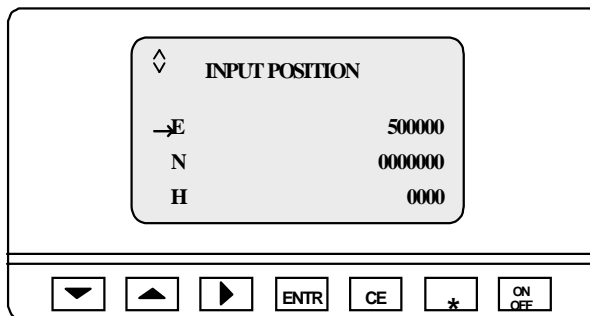 INPUT POSITION
E 500000
N 0000000
H 0000
ENTR CE * ON
OFF